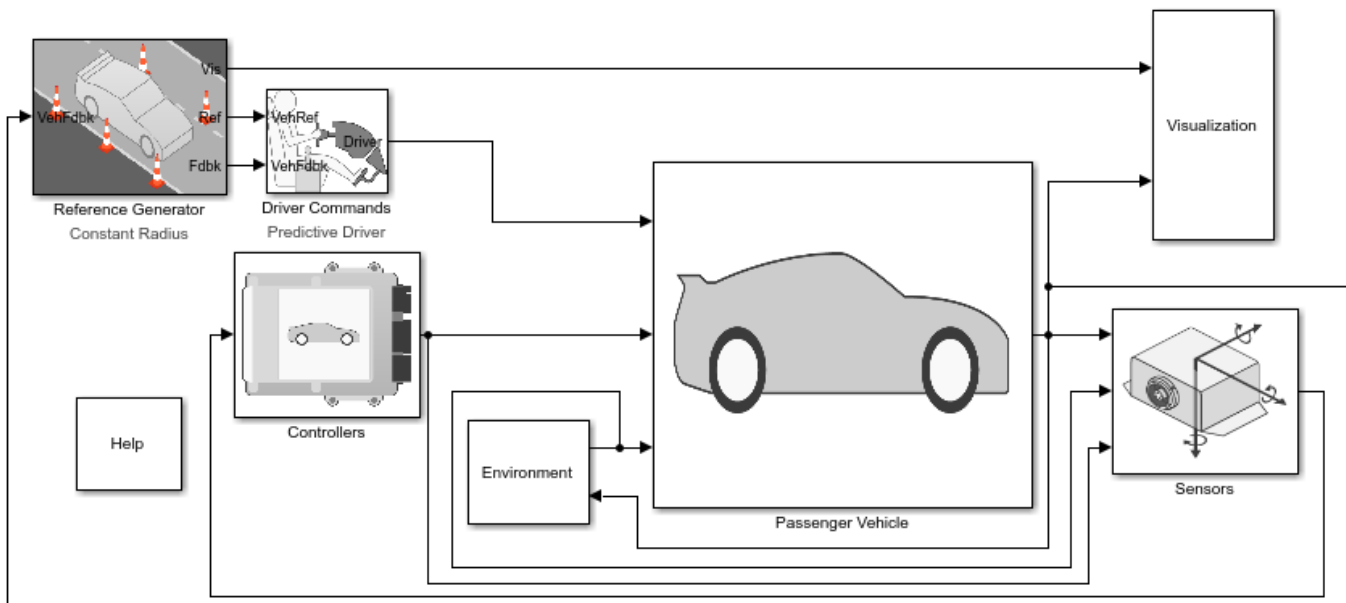 Vis
VehFdbk
Ref
Fdbk
Reference Generator
Constant Radius
VehRef
Driver
VehFdbk
Driver Commands
Predictive Driver
Visualization
Controllers
Help
Environment
Passenger Vehicle
Sensors